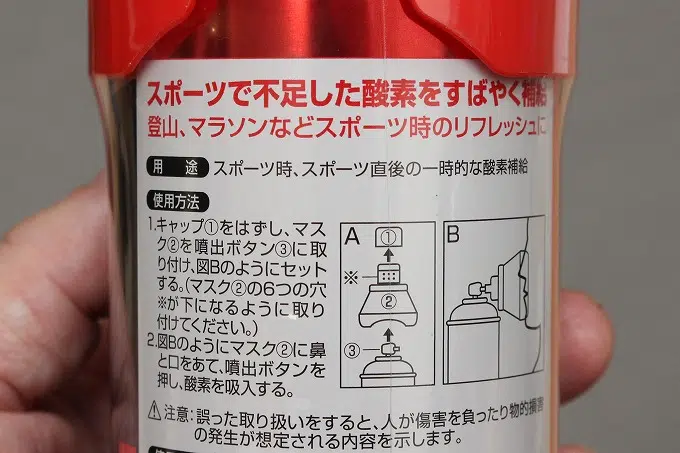 スポーツで不足した酸素をすばやく補給
登山、マラソンなどスポーツ時のリフレッシュに
用途 スポーツ時、スポーツ直後の一時的な酸素補給
使用方法
1.キャップ①をはずし、マス
ク②を噴出ボタン③に取
り付け、図Bのようにセット
する。(マスク②の6つの穴
※が下になるように取り
付けてください。)
2.図Bのようにマスク②に鼻
と口をあて、噴出ボタンを
押し、酸素を吸入する。
A
①
※
②
③
B
⚠注意:誤った取り扱いをすると、人が傷害を負ったり物的損害
の発生が想定される内容を示します。